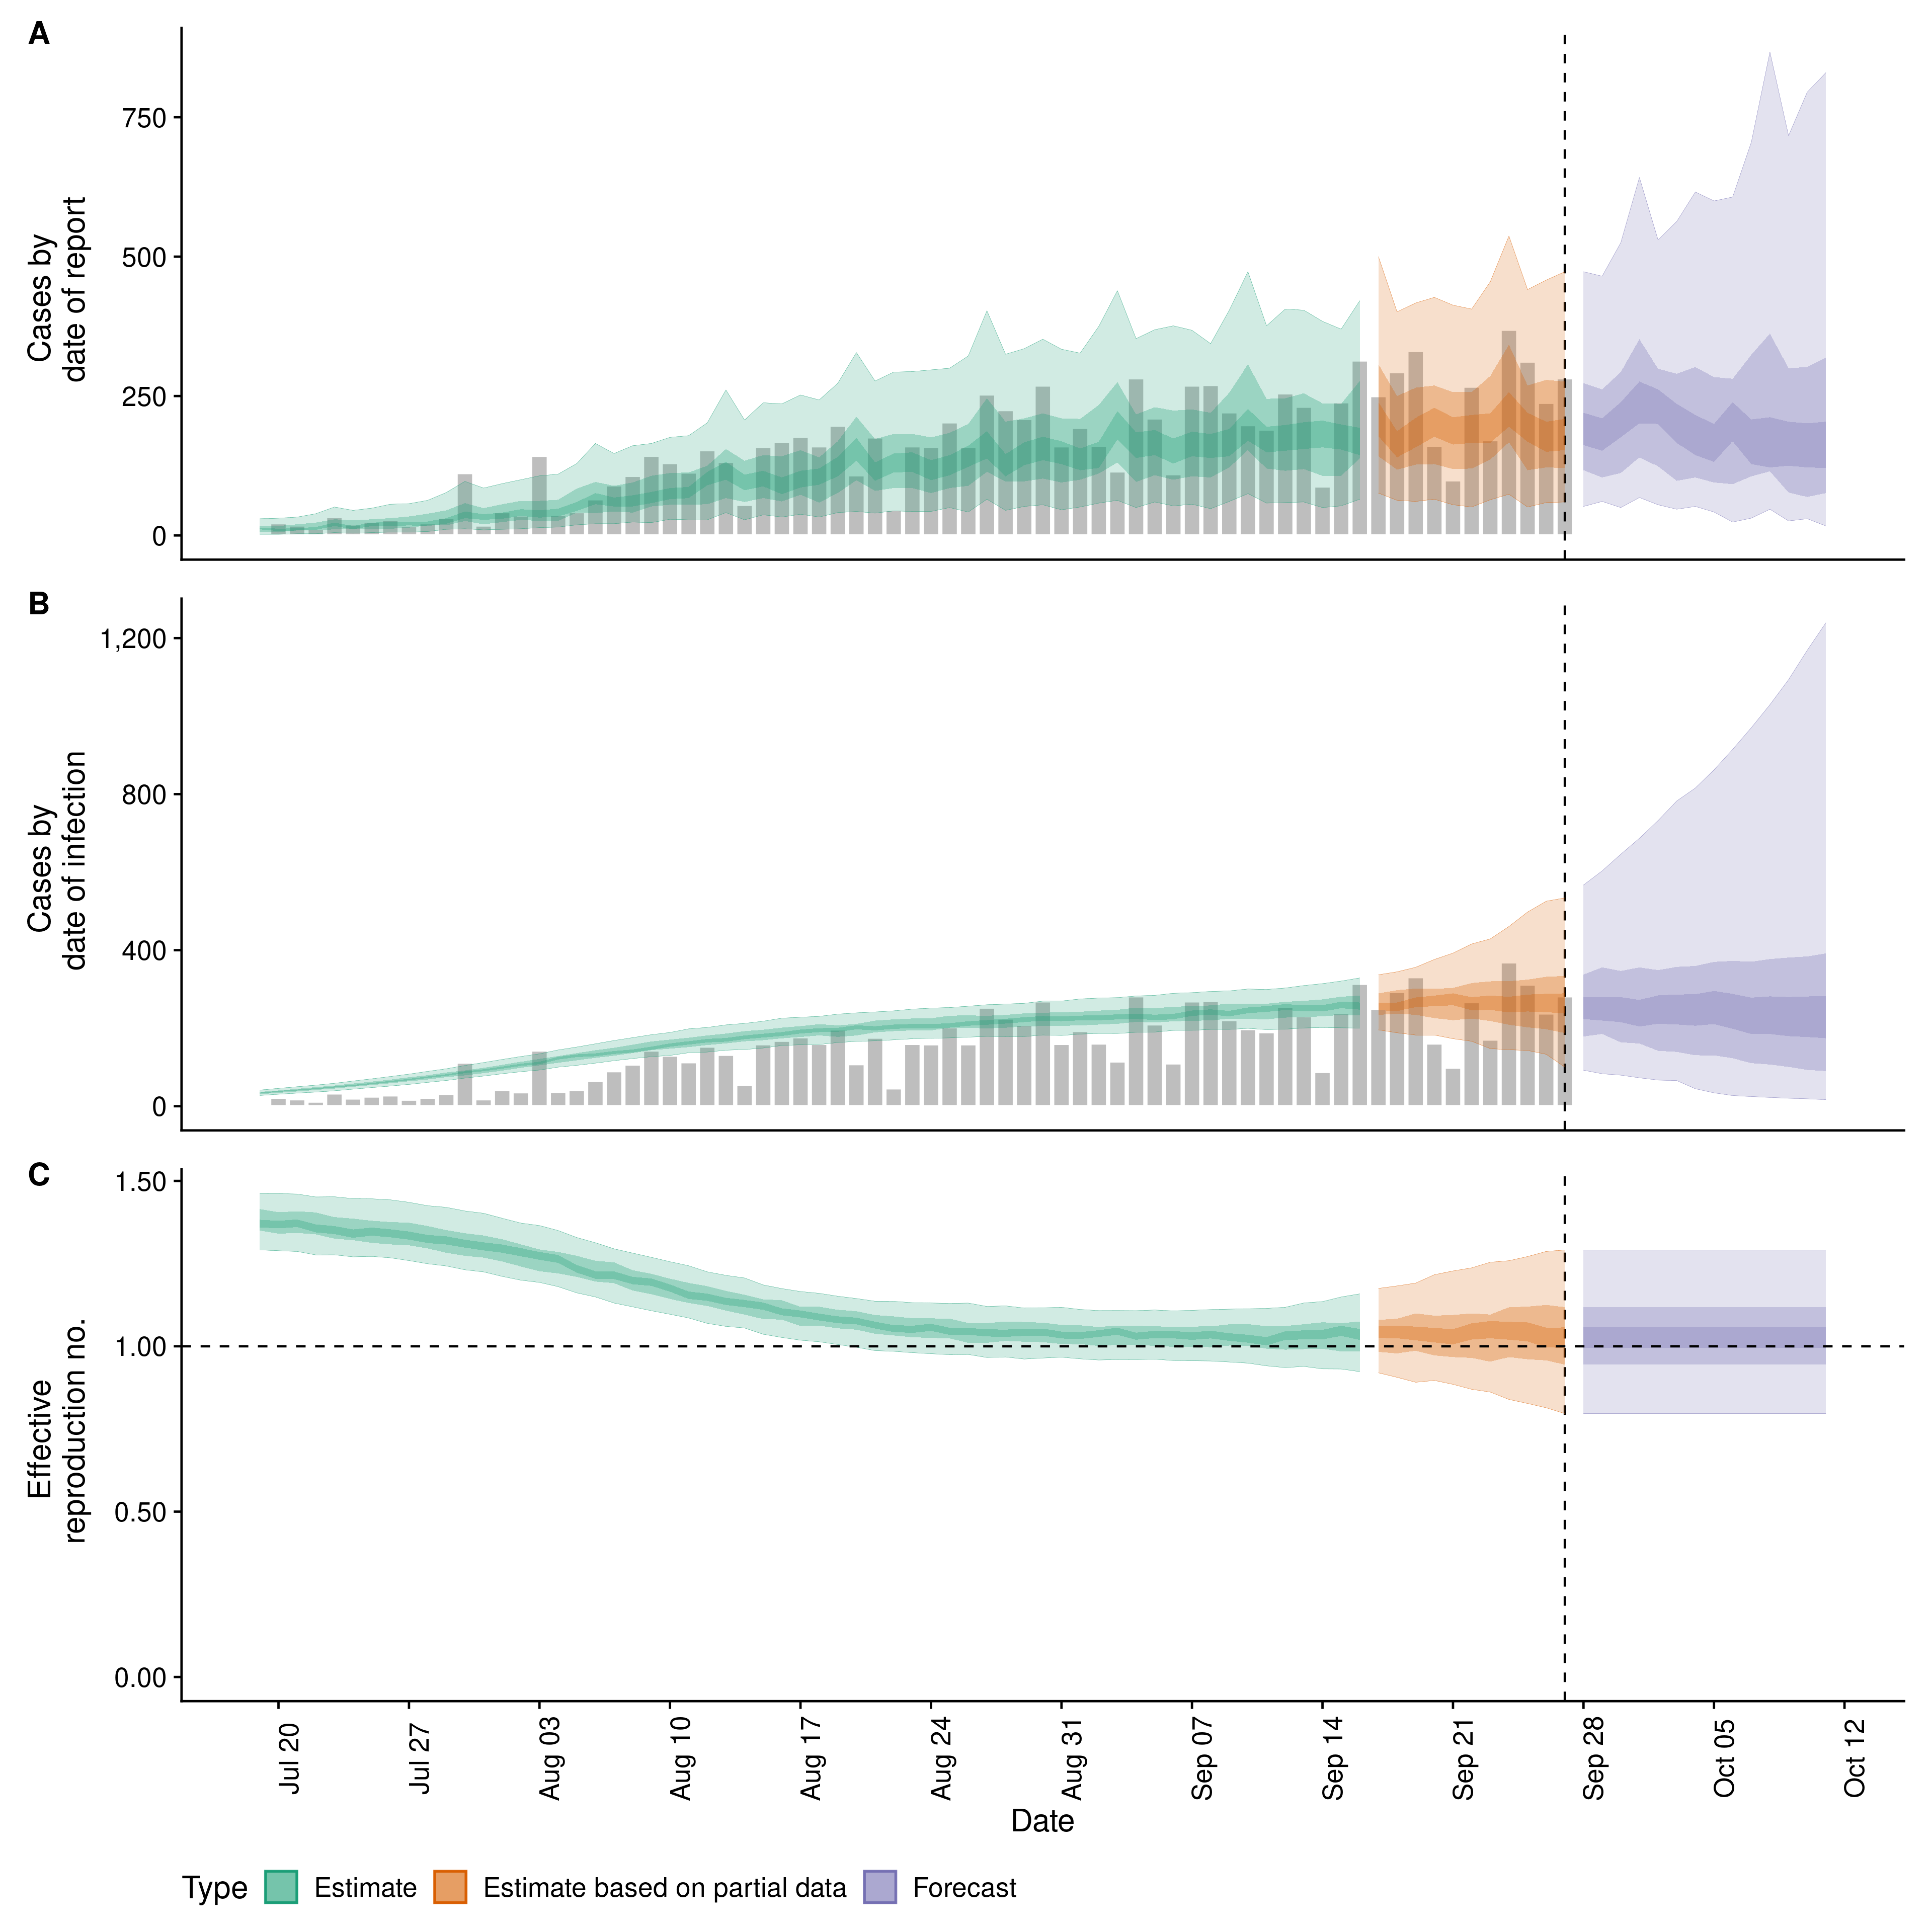 A
Cases by
date of report
750
500
250
0
B
Cases by
date of infection
1,200
800
400
0
C
Effective
reproduction no.
1.50
1.00
0.50
0.00
Jul 20
Jul 27
Aug 03
Aug 10
Aug 17
Aug 24
Aug 31
Sep 07
Sep 14
Sep 21
Sep 28
Oct 05
Oct 12
Date
Type Estimate Estimate based on partial data Forecast